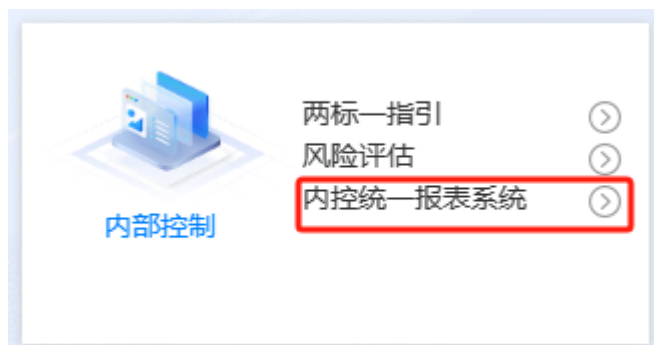 两标一指引
风险评估
内控统一报表系统
内部控制